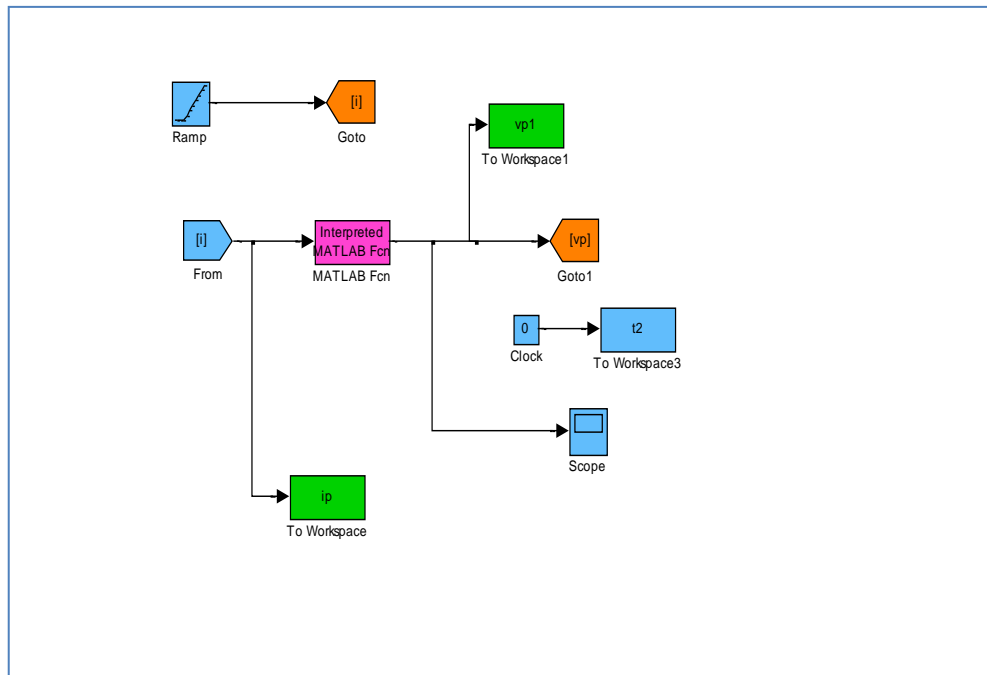 [i]
Ramp
Goto
vp1
To Workspace1
[i]
From
Interpreted
MATLAB Fcn
MATLAB Fcn
[vp]
Goto1
0
Clock
t2
To Workspace3
Scope
ip
To Workspace